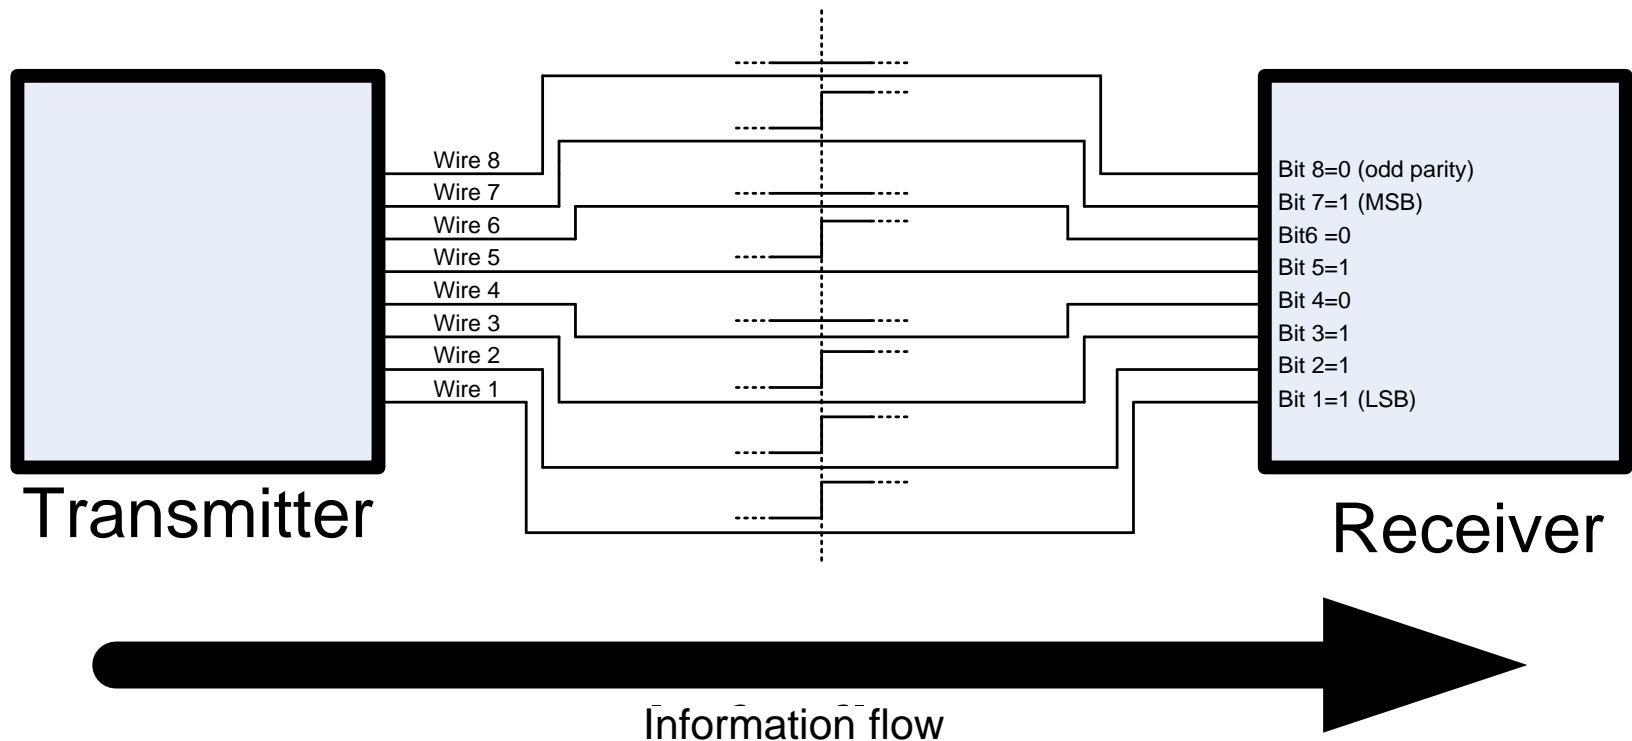 Wire 8
Wire 7
Wire 6
Wire 5
Wire 4
Wire 3
Wire 2
Wire 1
Bit 8=0 (odd parity)
Bit 7=1 (MSB)
Bit6 =0
Bit 5=1
Bit 4=0
Bit 3=1
Bit 2=1
Bit 1=1 (LSB)
Transmitter
Receiver
Information flow